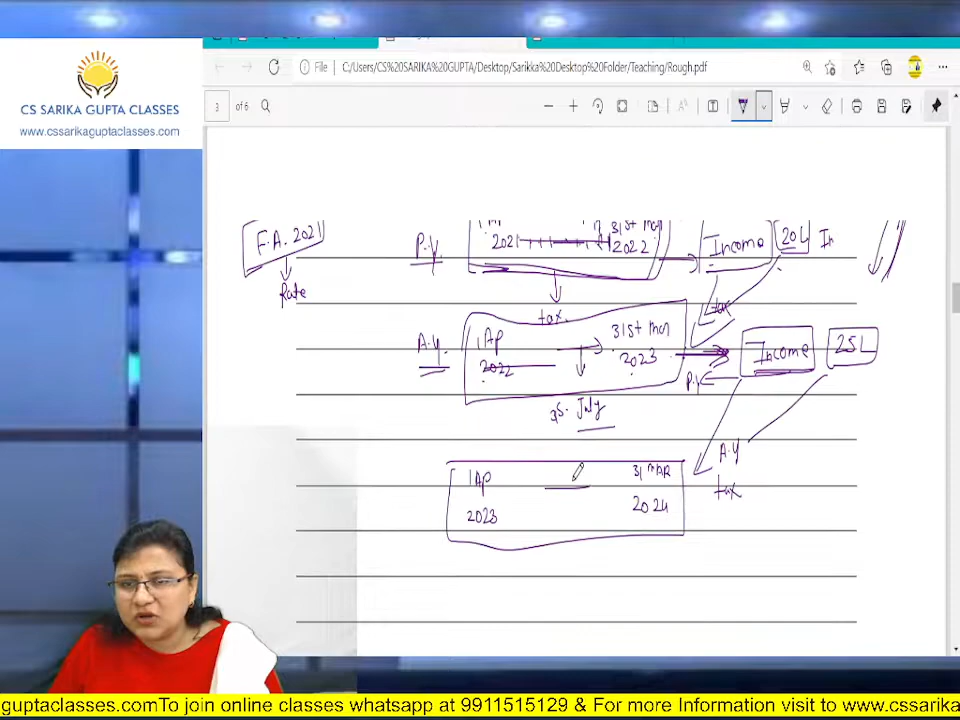 CS SARIKA GUPTA CLASSES
www.cssarikaguptaclasses.com
File C:/Users/CS%20SARIKA%20GUPTA/Desktop/Sarikka%20Desktop%20Folder/Teaching/Rough.pdf
3 of 6
F.A. 2021
Rate
P.Y
2021
31st Mar
2022
Income
20L
In
tax
tax.
A.Y.
1 AP
2022
31st Mar
2023
Income
25L
P.Y
July
A.Y
tax
1 AP
2023
31st MAR
2024
guptaclasses.comTo join online classes whatsapp at 9911515129 & For more Information visit to www.cssarika